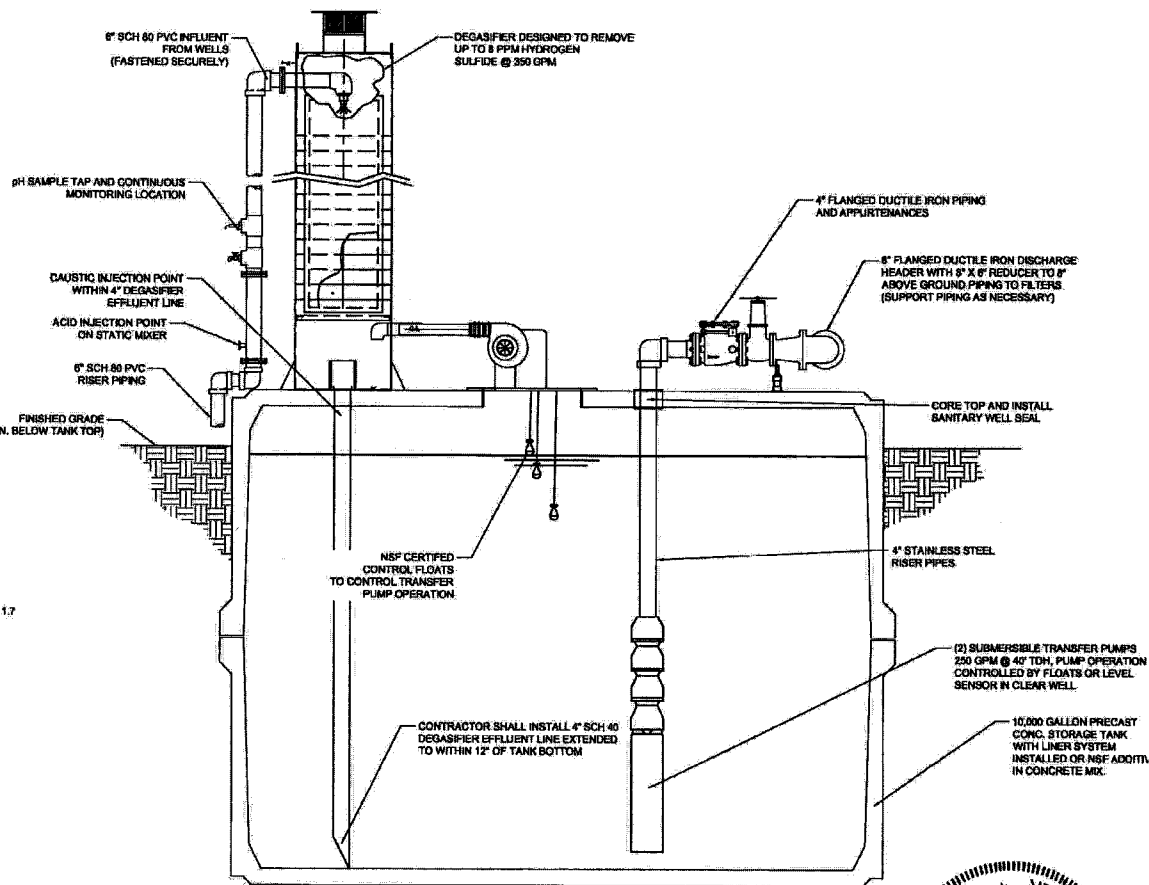 6" SCH 80 PVC INFLUENT
FROM WELLS
(FASTENED SECURELY)
DEGASIFIER DESIGNED TO REMOVE
UP TO 8 PPM HYDROGEN
SULFIDE @ 350 GPM
pH SAMPLE TAP AND CONTINUOUS
MONITORING LOCATION
4" FLANGED DUCTILE IRON PIPING
AND APPURTENANCES
CAUSTIC INJECTION POINT
WITHIN 4" DEGASIFIER
EFFLUENT LINE
6" FLANGED DUCTILE IRON DISCHARGE
HEADER WITH 8" X 6" REDUCER TO 8"
ABOVE GROUND PIPING TO FILTERS
(SUPPORT PIPING AS NECESSARY)
ACID INJECTION POINT
ON STATIC MIXER
6" SCH 80 PVC
RISER PIPING
FINISHED GRADE
N. BELOW TANK TOP)
CORE TOP AND INSTALL
SANITARY WELL SEAL
NSF CERTIFED
CONTROL FLOATS
TO CONTROL TRANSFER
PUMP OPERATION
4" STAINLESS STEEL
RISER PIPES
1.7
(2) SUBMERSIBLE TRANSFER PUMPS
250 GPM @ 40' TDH, PUMP OPERATION
CONTROLLED BY FLOATS OR LEVEL
SENSOR IN CLEAR WELL
CONTRACTOR SHALL INSTALL 4" SCH 40
DEGASIFIER EFFLUENT LINE EXTENDED
TO WITHIN 12" OF TANK BOTTOM
10,000 GALLON PRECAST
CONC. STORAGE TANK
WITH LINER SYSTEM
INSTALLED OR NSF ADDITIV
IN CONCRETE MIX.